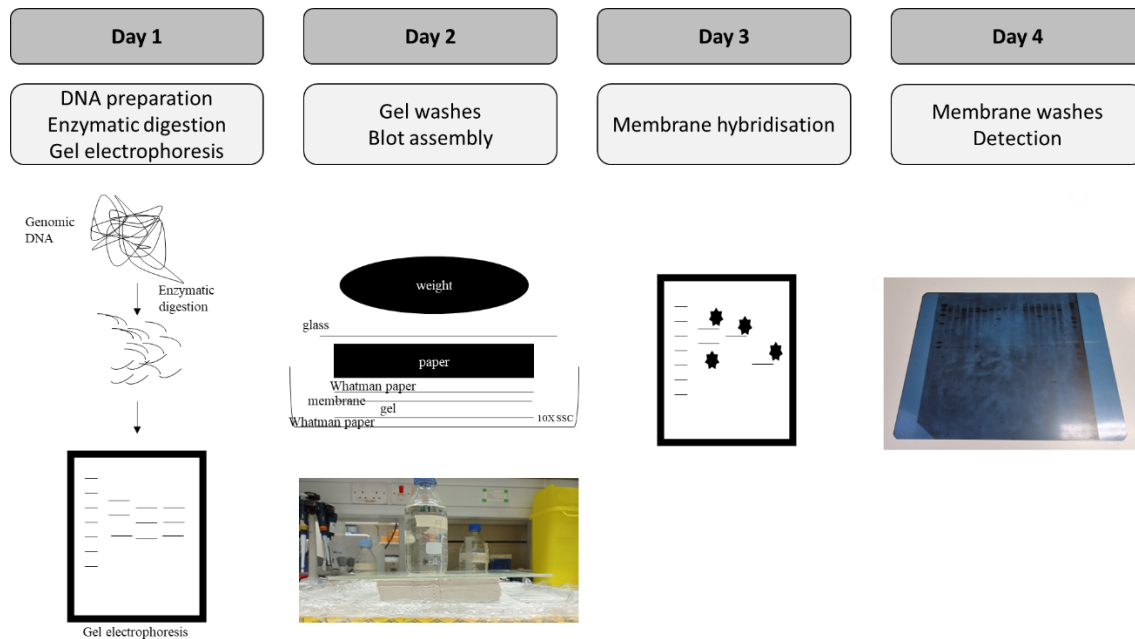 Day 1
DNA preparation
Enzymatic digestion
Gel electrophoresis
Genomic
DNA
Enzymatic
digestion
Gel electrophoresis
Day 2
Gel washes
Blot assembly
weight
glass
paper
Whatman paper
membrane
gel
Whatman paper
10X SSC
Day 3
Membrane hybridisation
Day 4
Membrane washes
Detection